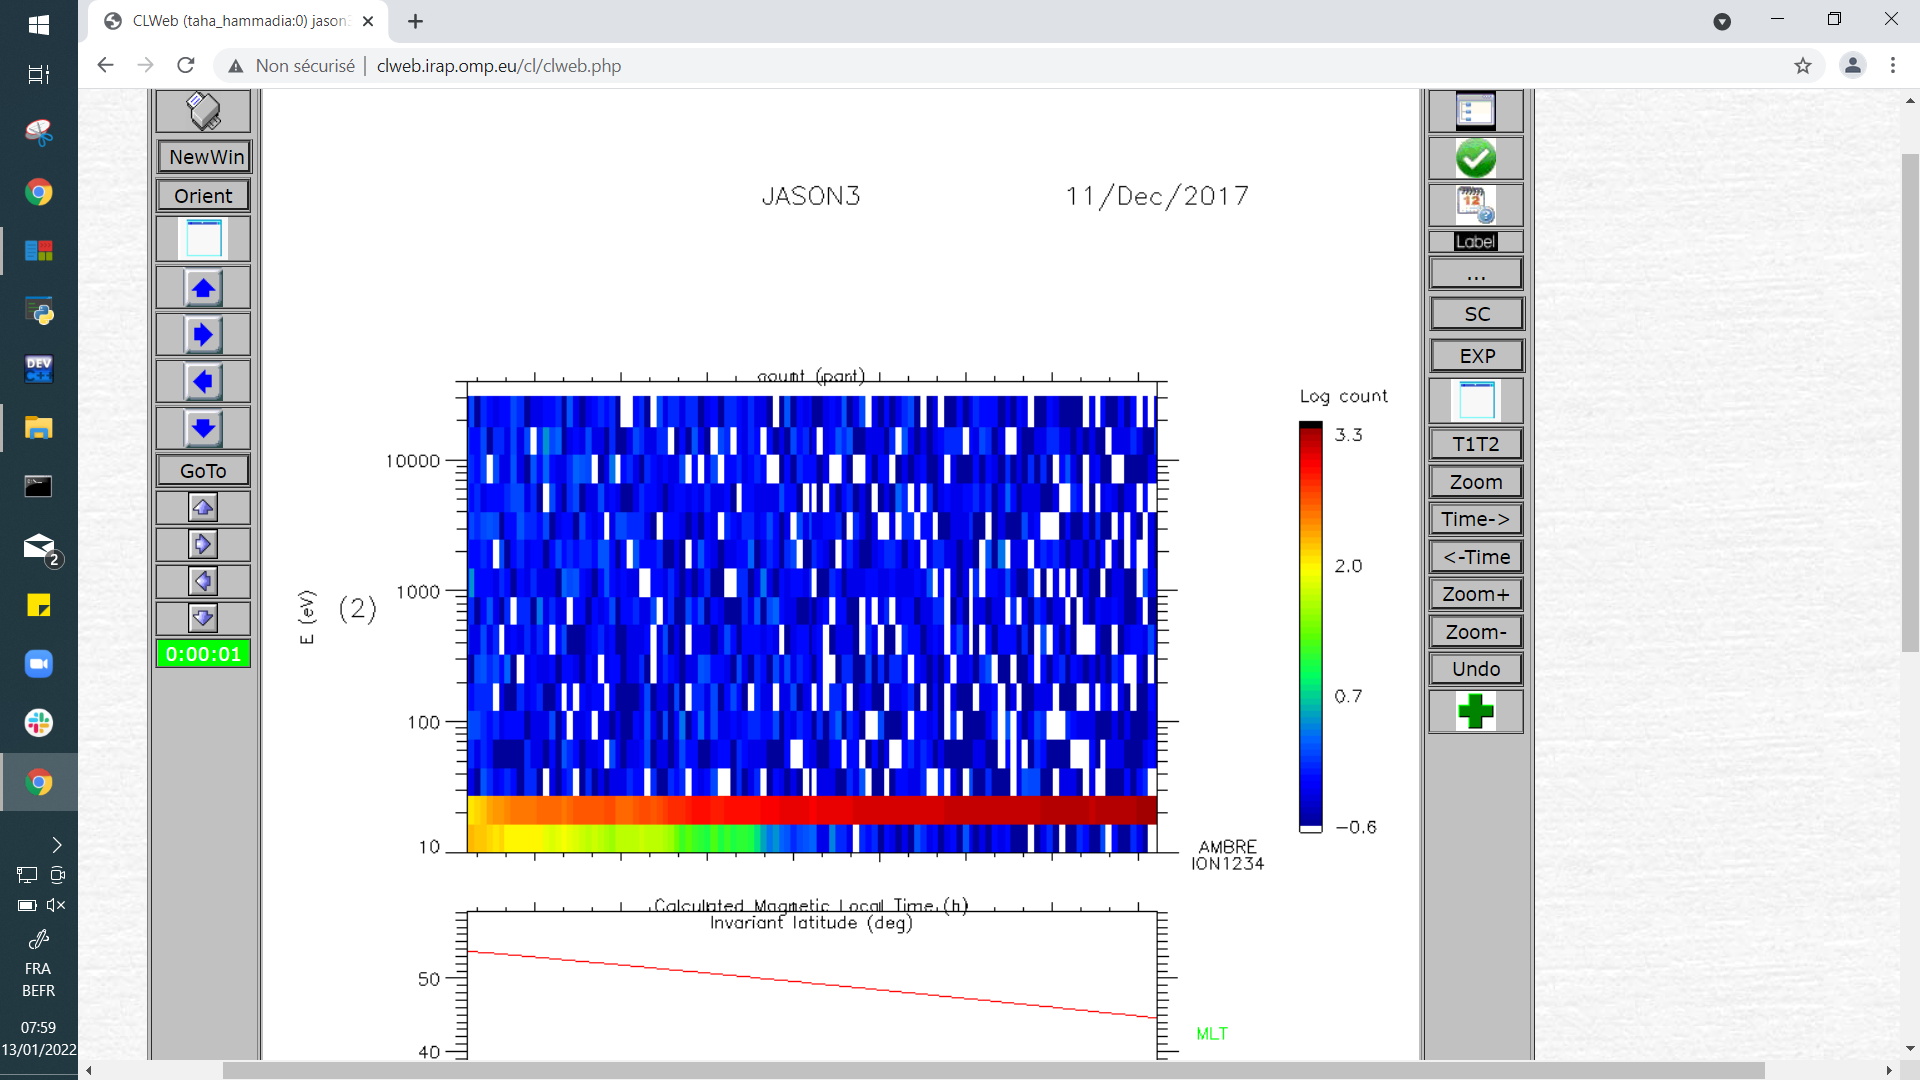 CLWeb (taha_hammadia:0) jason3
Non sécurisé
clweb.irap.omp.eu/cl/clweb.php
NewWin
Orient
GoTo
0:00:01
JASON3
11/Dec/2017
count (part)
10000
1000
100
10
E (eV)
(2)
Log count
3.3
2.0
0.7
−0.6
AMBRE
ION1234
Calculated Magnetic Local Time (h)
Invariant latitude (deg)
50
40
MLT
12
Label
...
SC
EXP
T1T2
Zoom
Time->
<-Time
Zoom+
Zoom-
Undo
DEV
C++
2
FRA
BEFR
07:59
13/01/2022